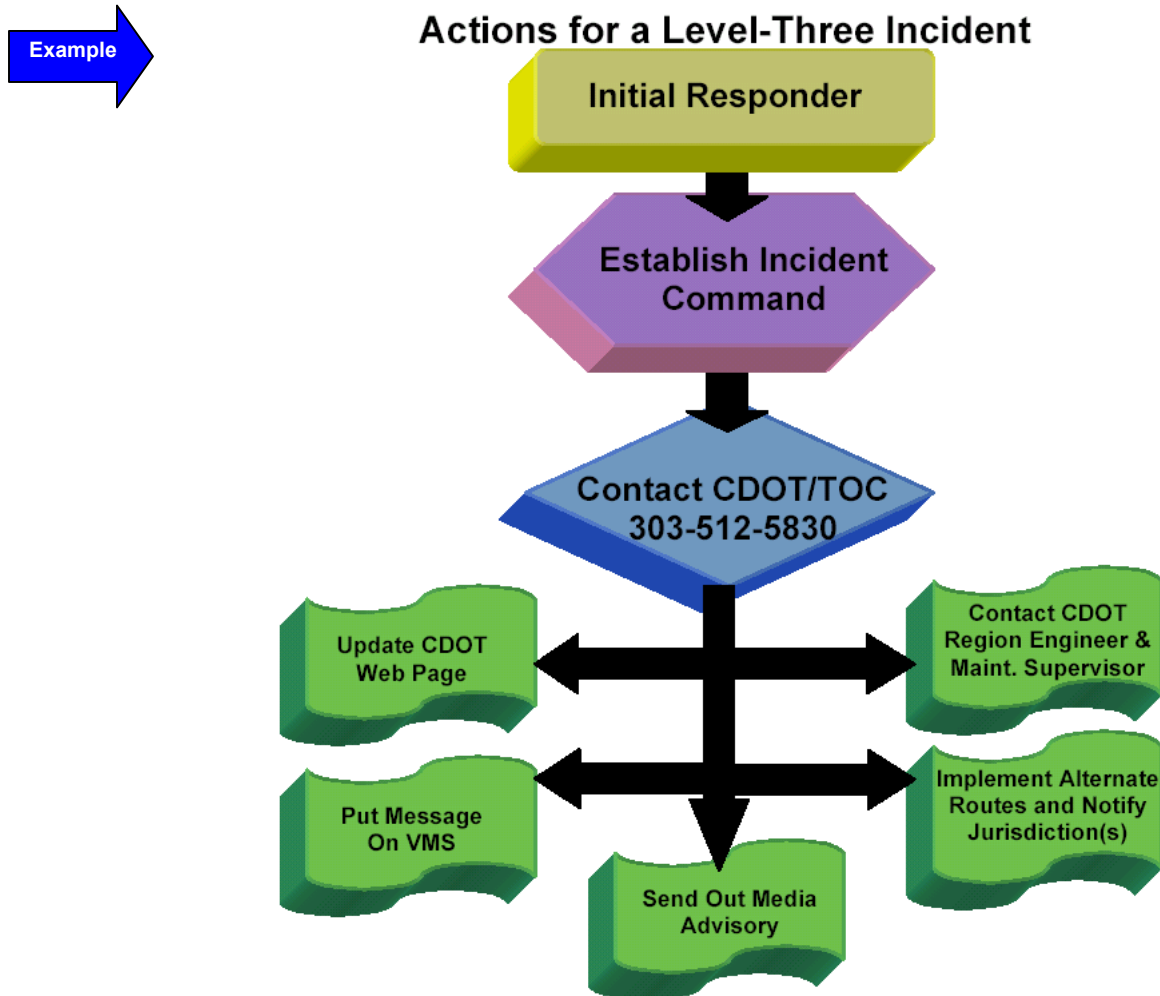 Example
Actions for a Level-Three Incident
Initial Responder
Establish Incident
Command
Contact CDOT/TOC
303-512-5830
Update CDOT
Web Page
Contact CDOT
Region Engineer &
Maint. Supervisor
Put Message
On VMS
Implement Alternate
Routes and Notify
Jurisdiction(s)
Send Out Media
Advisory